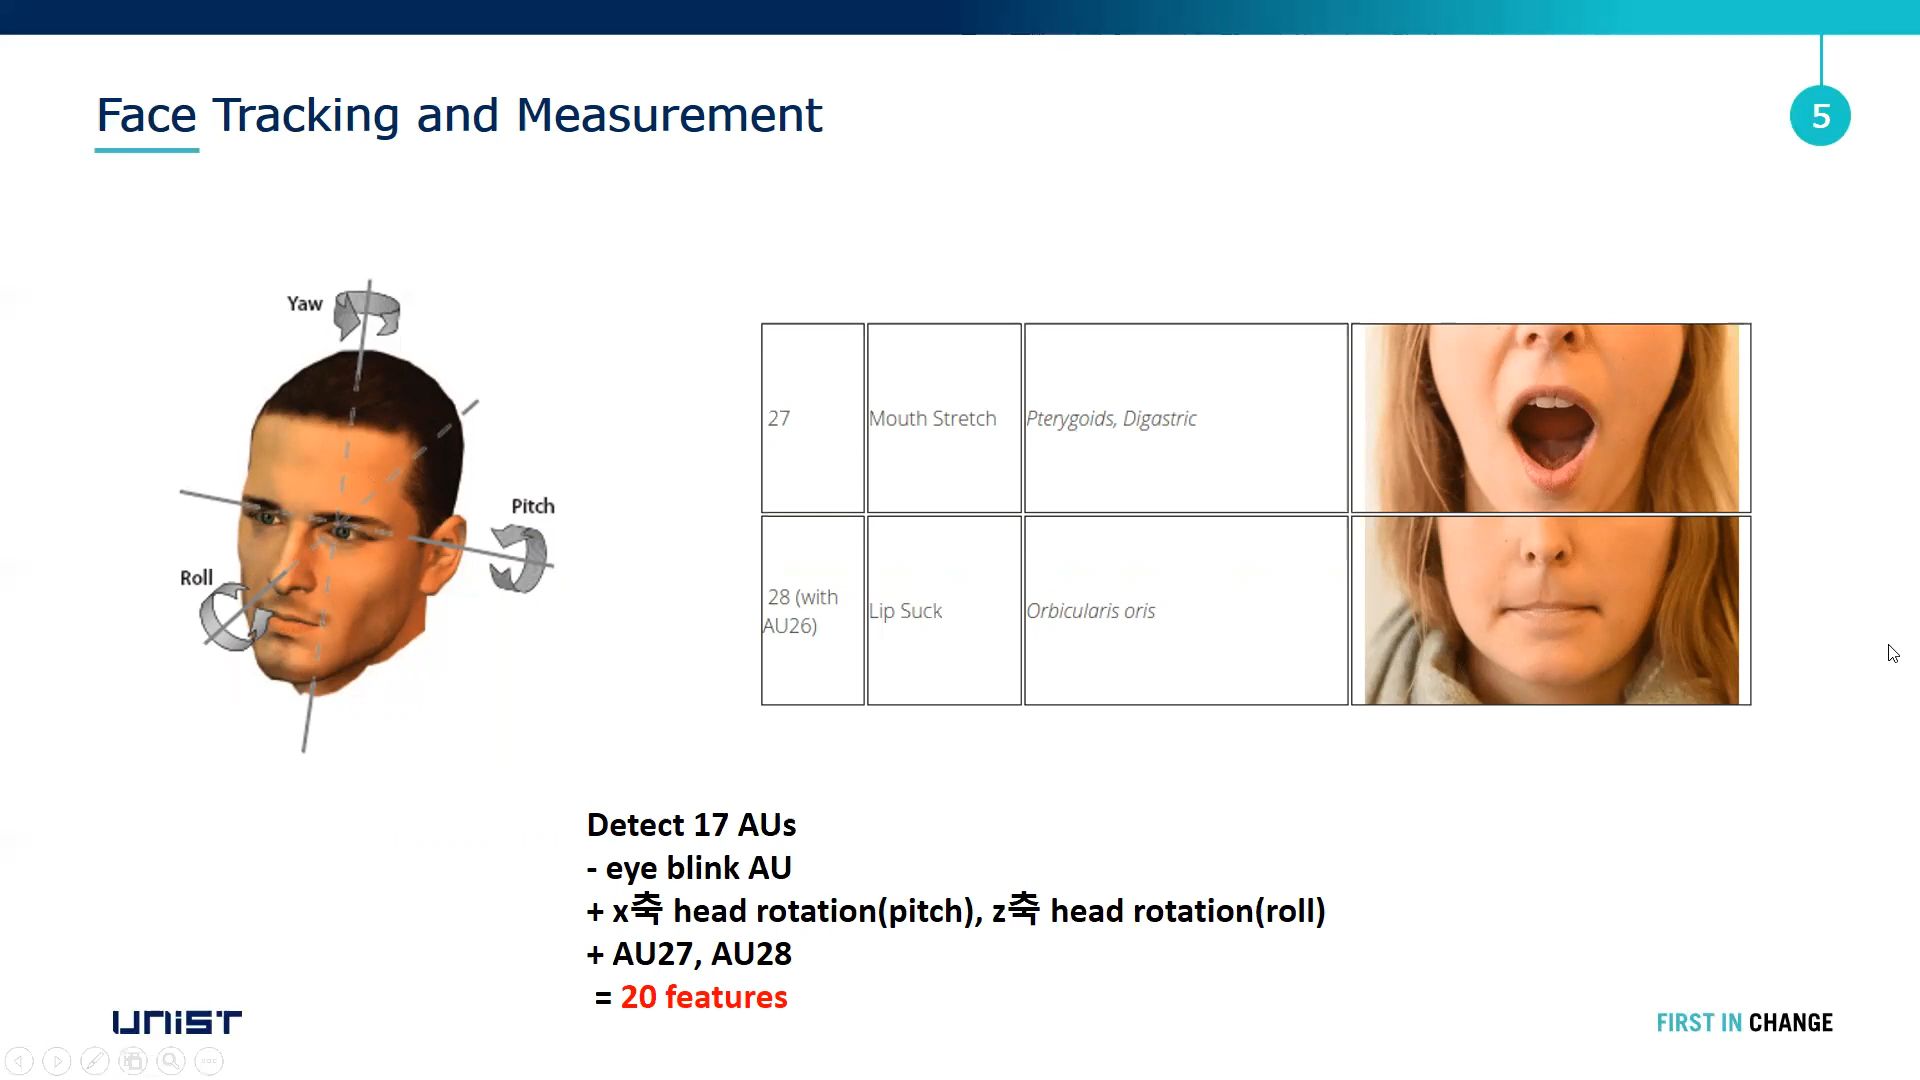 Face Tracking and Measurement
5
Yaw
Pitch
Roll
27
Mouth Stretch
Pterygoids, Digastric
28 (with
AU26)
Lip Suck
Orbicularis oris
Detect 17 AUs
- eye blink AU
+ x축 head rotation(pitch), z축 head rotation(roll)
+ AU27, AU28
= 20 features
UNIST
FIRST IN CHANGE